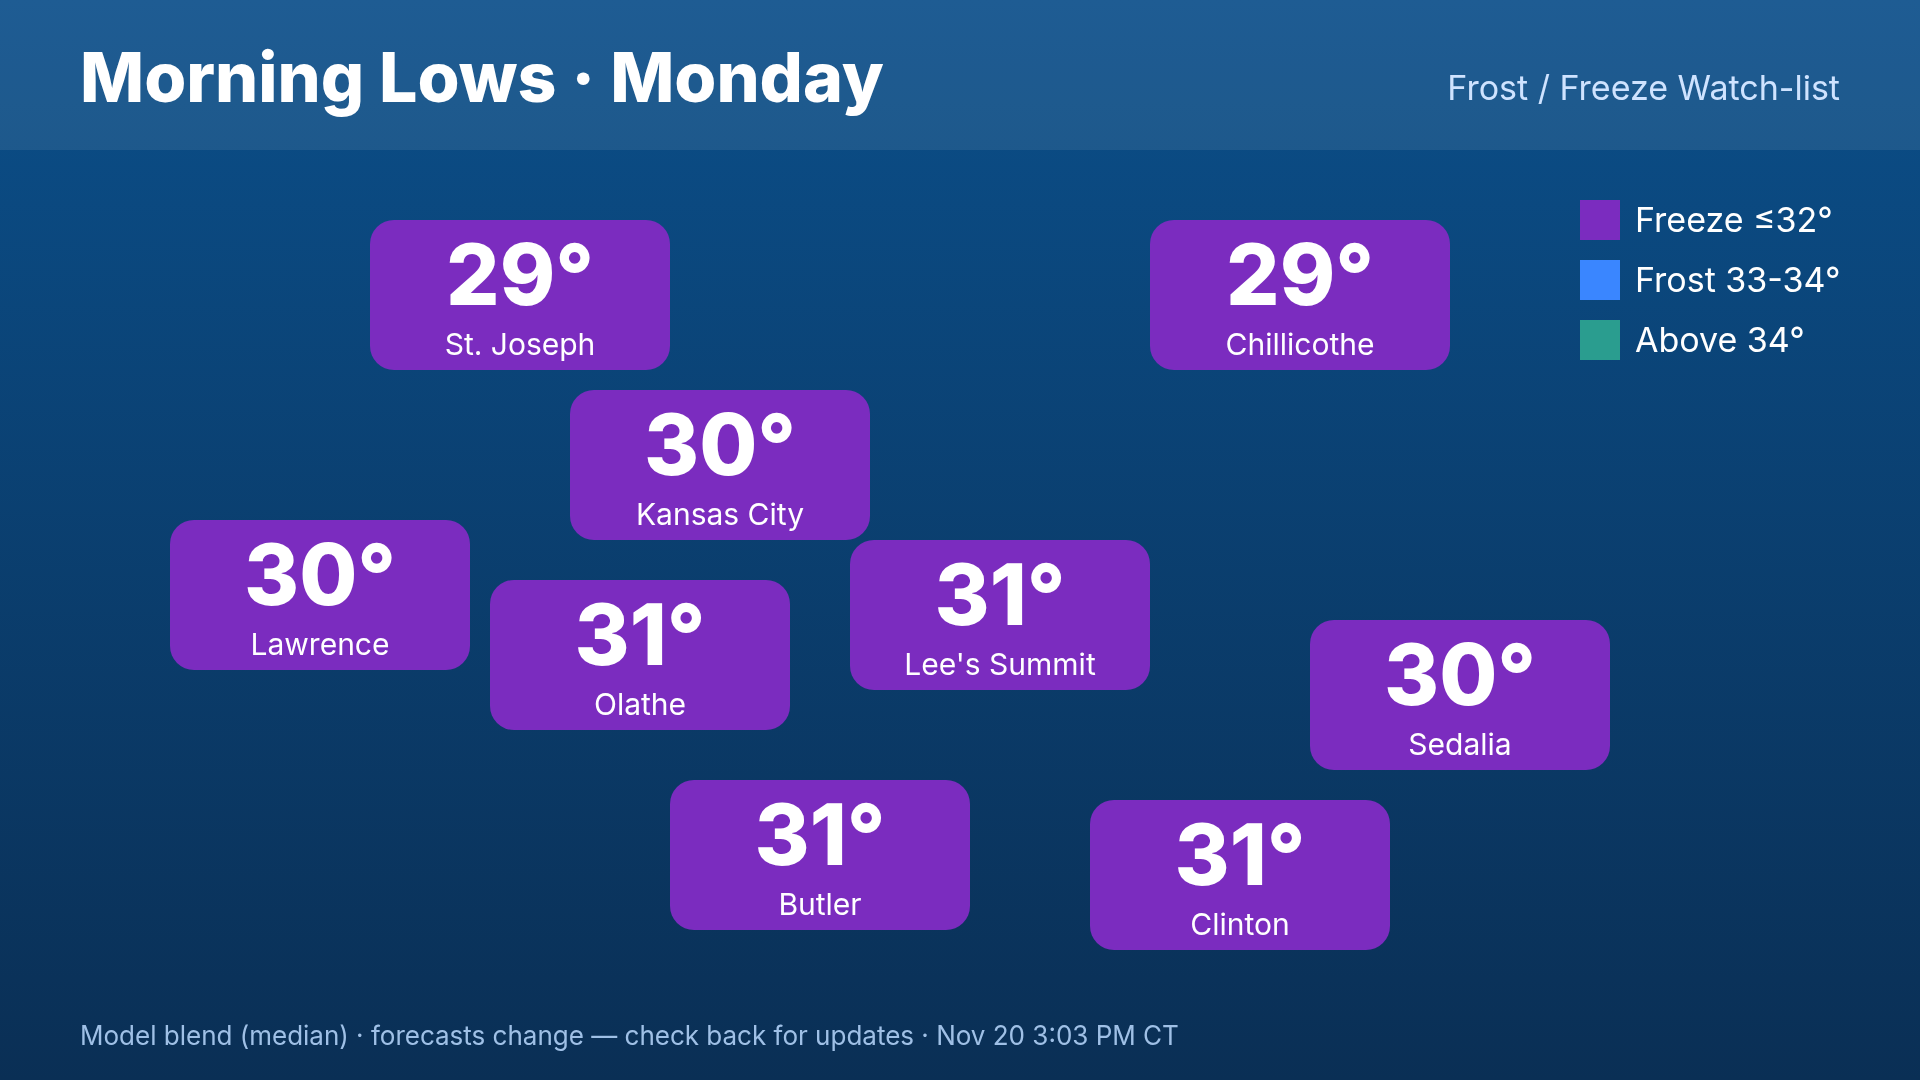 Morning Lows · Monday
Frost / Freeze Watch-list
Freeze ≤32°
Frost 33-34°
Above 34°
29°
St. Joseph
29°
Chillicothe
30°
Kansas City
30°
Lawrence
31°
Olathe
31°
Lee's Summit
30°
Sedalia
31°
Butler
31°
Clinton
Model blend (median) · forecasts change — check back for updates · Nov 20 3:03 PM CT